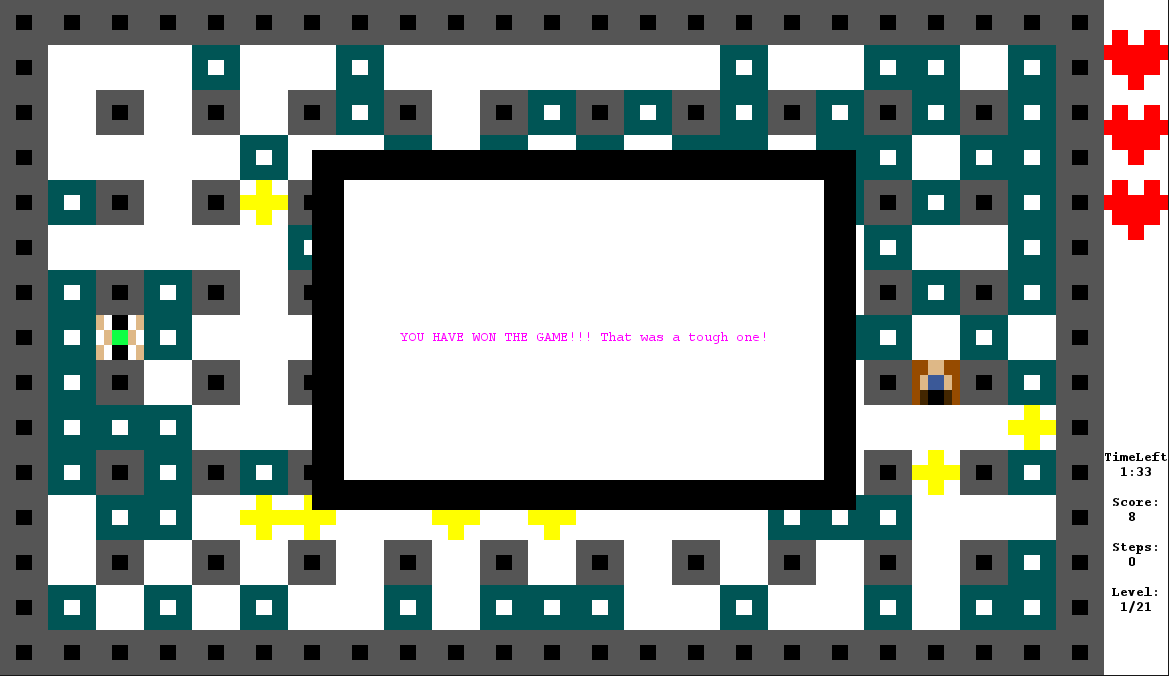 YOU HAVE WON THE GAME!!! That was a tough one!
TimeLeft
1:33
Score:
8
Steps:
0
Level:
1/21